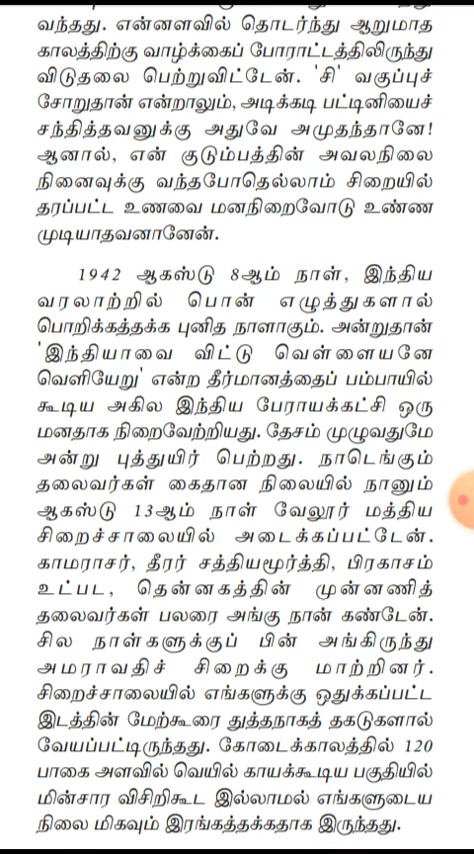 வந்தது. என்னளவில் தொடர்ந்து ஆறுமாத
காலத்திற்கு வாழ்க்கைப் போராட்டத்திலிருந்து
விடுதலை பெற்றுவிட்டேன். 'சி' வகுப்புச்
சோறுதான் என்றாலும், அடிக்கடி பட்டினியைச்
சந்தித்தவனுக்கு அதுவே அமுதந்தானே!
ஆனால், என் குடும்பத்தின் அவலநிலை
நினைவுக்கு வந்தபோதெல்லாம் சிறையில்
தரப்பட்ட உணவை மனநிறைவோடு உண்ண
முடியாதவனானேன்.
1942 ஆகஸ்டு 8ஆம் நாள், இந்திய
வரலாற்றில் பொன் எழுத்துகளால்
பொறிக்கத்தக்க புனித நாளாகும். அன்றுதான்
'இந்தியாவை விட்டு வெள்ளையனே
வெளியேறு' என்ற தீர்மானத்தைப் பம்பாயில்
கூடிய அகில இந்திய பேராயக்கட்சி ஒரு
மனதாக நிறைவேற்றியது. தேசம் முழுவதுமே
அன்று புத்துயிர் பெற்றது. நாடெங்கும்
தலைவர்கள் கைதான நிலையில் நானும்
ஆகஸ்டு 13ஆம் நாள் வேலூர் மத்திய
சிறைச்சாலையில் அடைக்கப்பட்டேன்.
காமராசர், தீரர் சத்தியமூர்த்தி, பிரகாசம்
உட்பட, தென்னகத்தின் முன்னணித்
தலைவர்கள் பலரை அங்கு நான் கண்டேன்.
சில நாள்களுக்குப் பின் அங்கிருந்து
அமராவதிச் சிறைக்கு மாற்றினர்.
சிறைச்சாலையில் எங்களுக்கு ஒதுக்கப்பட்ட
இடத்தின் மேற்கூரை துத்தநாகத் தகடுகளால்
வேயப்பட்டிருந்தது. கோடைக்காலத்தில் 120
பாகை அளவில் வெயில் காயக்கூடிய பகுதியில்
மின்சார விசிறிகூட இல்லாமல் எங்களுடைய
நிலை மிகவும் இரங்கத்தக்கதாக இருந்தது.